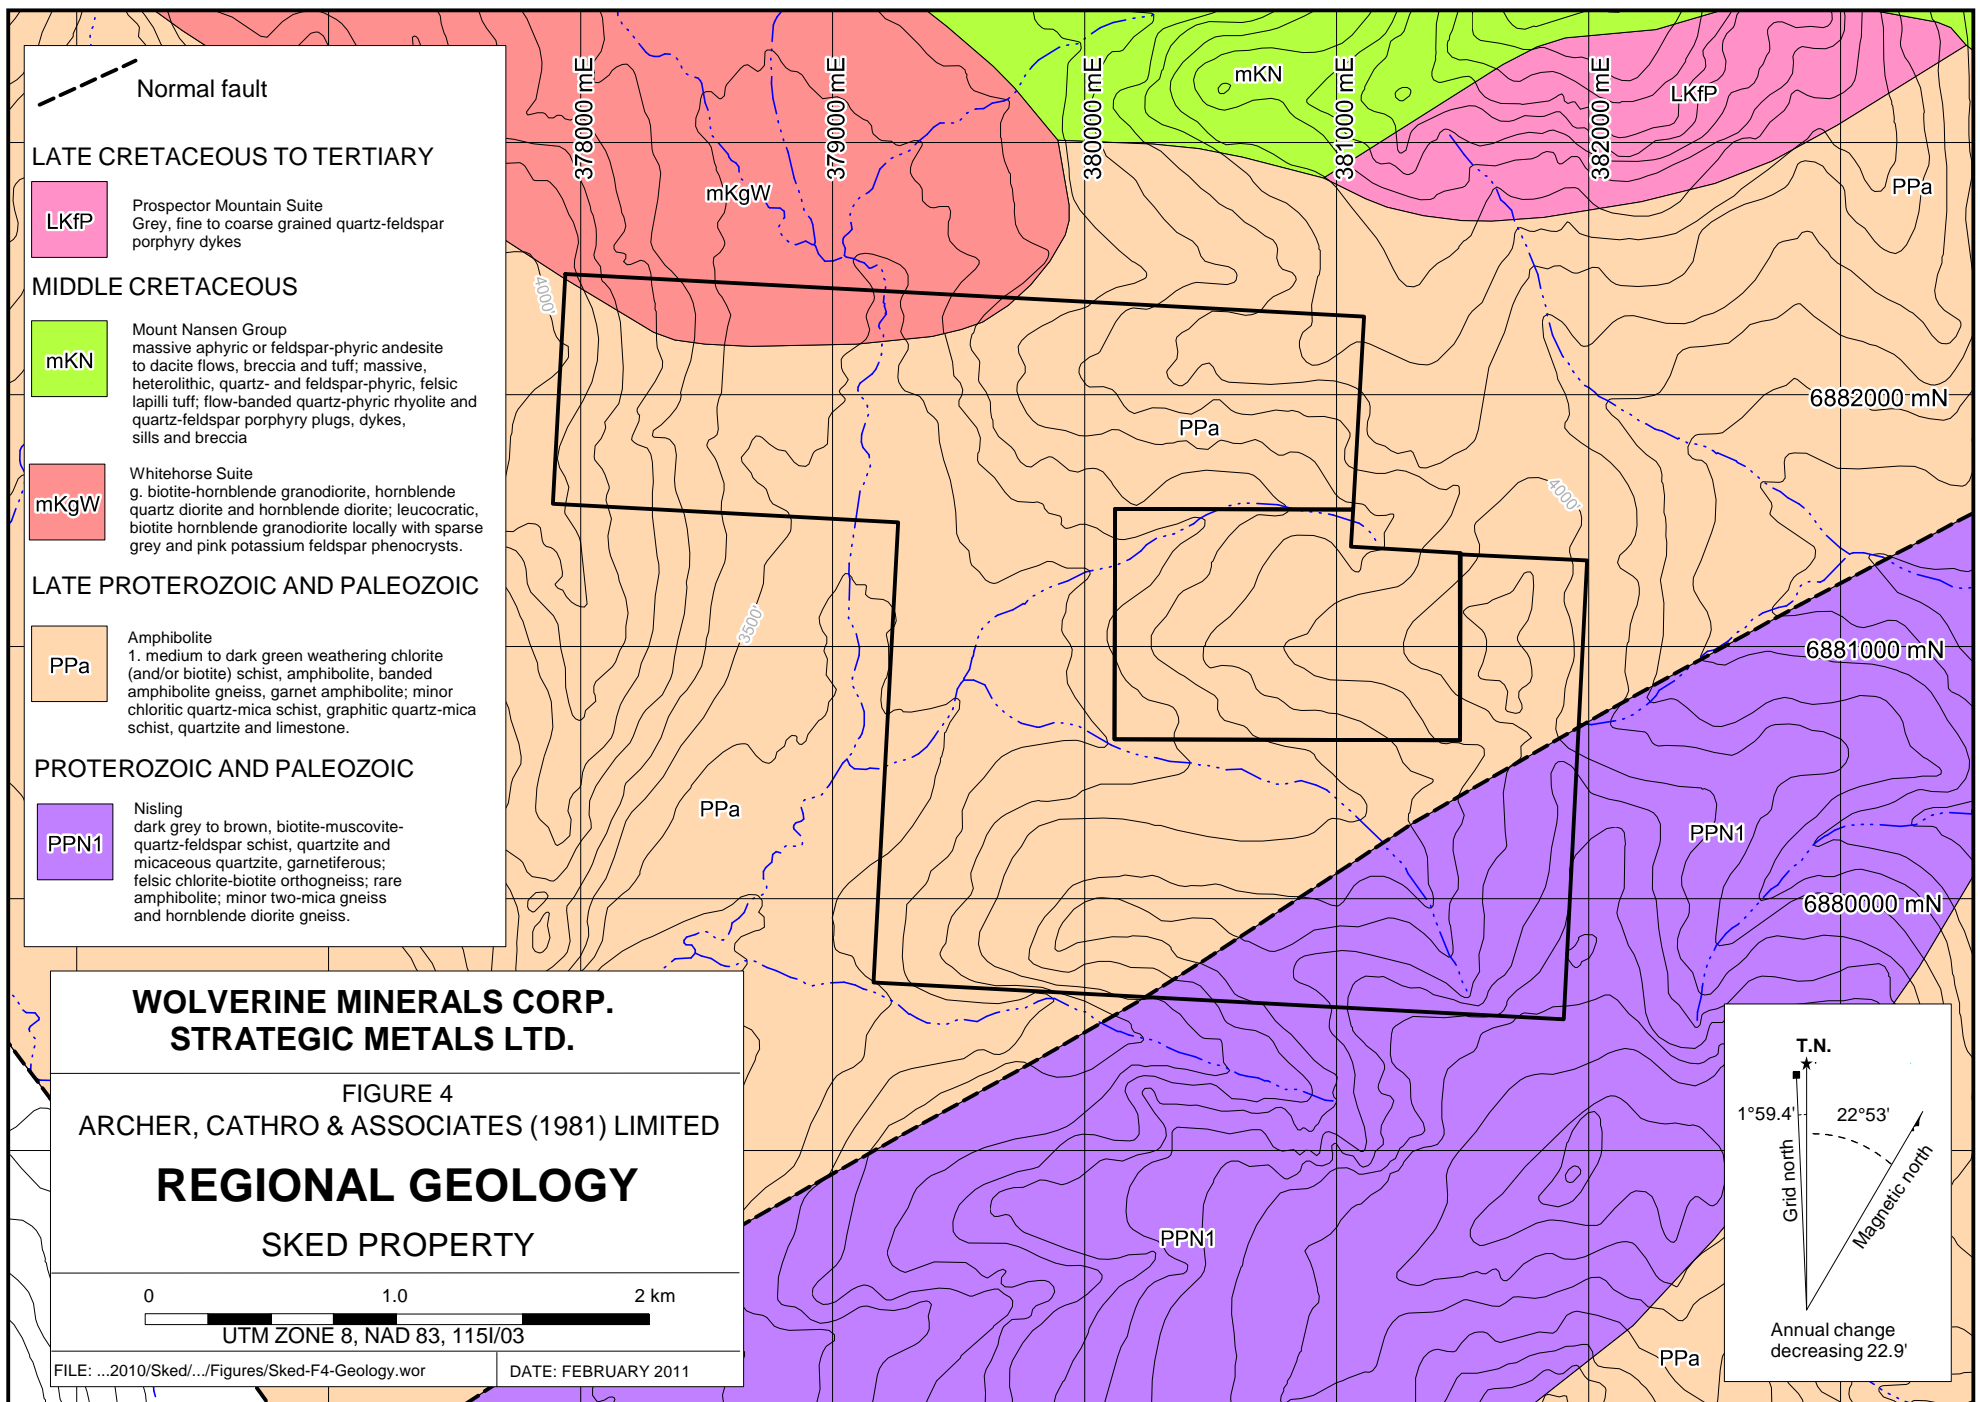 Normal fault
LATE CRETACEOUS TO TERTIARY
LKfP
Prospector Mountain Suite
Grey, fine to coarse grained quartz-feldspar
porphyry dykes
MIDDLE CRETACEOUS
mKN
Mount Nansen Group
massive aphyric or feldspar-phyric andesite
to dacite flows, breccia and tuff; massive,
heterolithic, quartz- and feldspar-phyric, felsic
lapilli tuff; flow-banded quartz-phyric rhyolite and
quartz-feldspar porphyry plugs, dykes,
sills and breccia
mKgW
Whitehorse Suite
g. biotite-hornblende granodiorite, hornblende
quartz diorite and hornblende diorite; leucocratic,
biotite hornblende granodiorite locally with sparse
grey and pink potassium feldspar phenocrysts.
LATE PROTEROZOIC AND PALEOZOIC
PPa
Amphibolite
1. medium to dark green weathering chlorite
(and/or biotite) schist, amphibolite, banded
amphibolite gneiss, garnet amphibolite; minor
chloritic quartz-mica schist, graphitic quartz-mica
schist, quartzite and limestone.
PROTEROZOIC AND PALEOZOIC
PPN1
Nisling
dark grey to brown, biotite-muscovite-
quartz-feldspar schist, quartzite and
micaceous quartzite, garnetiferous;
felsic chlorite-biotite orthogneiss; rare
amphibolite; minor two-mica gneiss
and hornblende diorite gneiss.
378000 mE
379000 mE
380000 mE
381000 mE
382000 mE
mKN
LKfP
mKgW
PPa
4000'
6882000 mN
PPa
4000'
3500'
6881000 mN
PPa
PPN1
6880000 mN
PPN1
PPa
WOLVERINE MINERALS CORP.
STRATEGIC METALS LTD.
FIGURE 4
ARCHER, CATHRO & ASSOCIATES (1981) LIMITED
REGIONAL GEOLOGY
SKED PROPERTY
0 1.0 2 km
UTM ZONE 8, NAD 83, 115I/03
FILE: ...2010/Sked/.../Figures/Sked-F4-Geology.wor
DATE: FEBRUARY 2011
T.N.
1°59.4' 22°53'
Grid north
Magnetic north
Annual change
decreasing 22.9'